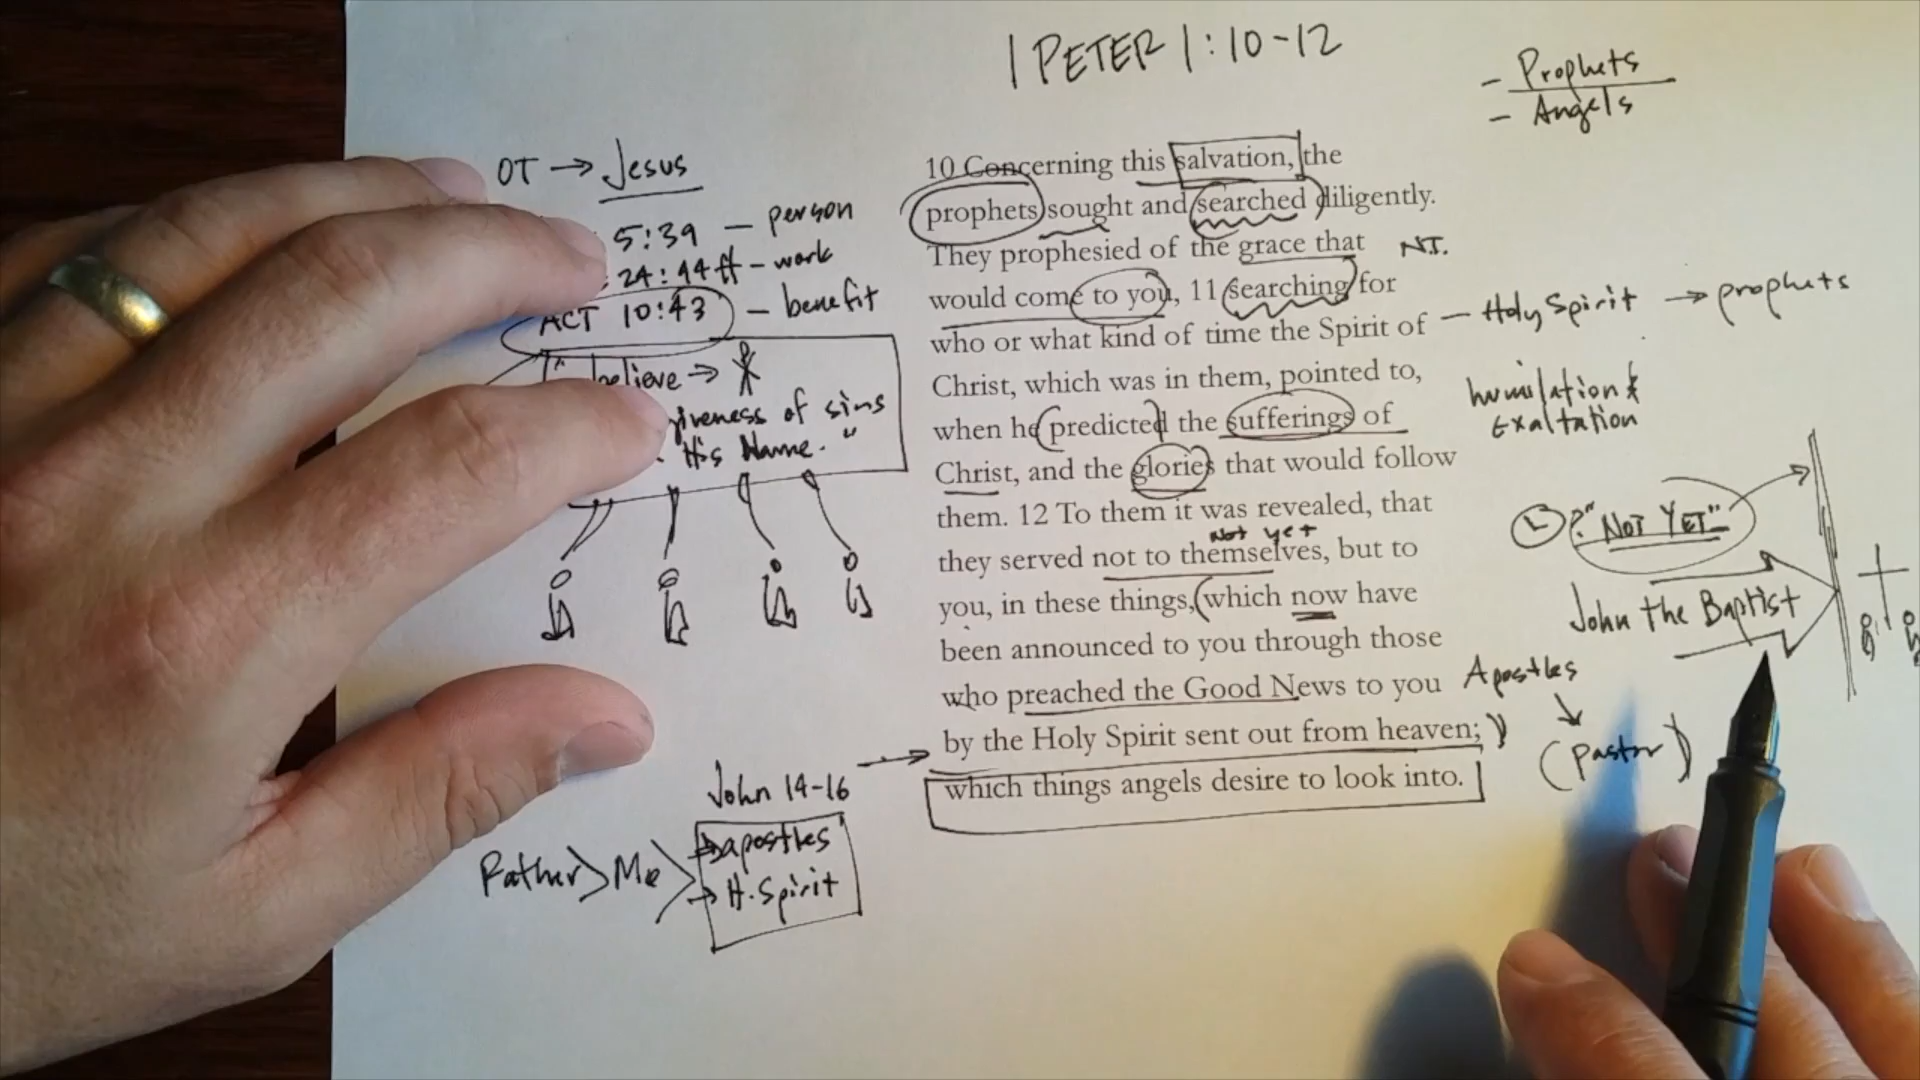 1 PETER 1:10-12
- Prophets
- Angels
OT → Jesus
5:39 — person
24:44ff - work
ACT 10:43 — benefit
believe →
giveness of sins
His Name."
10 Concerning this salvation, the
prophets sought and searched diligently.
They prophesied of the grace that
would come to you, 11 searching for
who or what kind of time the Spirit of
Christ, which was in them, pointed to,
when he predicted the sufferings of
Christ, and the glories that would follow
them. 12 To them it was revealed, that
not yet
they served not to themselves, but to
you, in these things, which now have
been announced to you through those
who preached the Good News to you
by the Holy Spirit sent out from heaven;
which things angels desire to look into.
N.T.
— Holy Spirit → prophets
humiliation &
Exaltation
"NOT YET"
John the Baptist
Apostles
(Pastor)
John 14-16
Father > Me >
→ apostles
→ H. Spirit